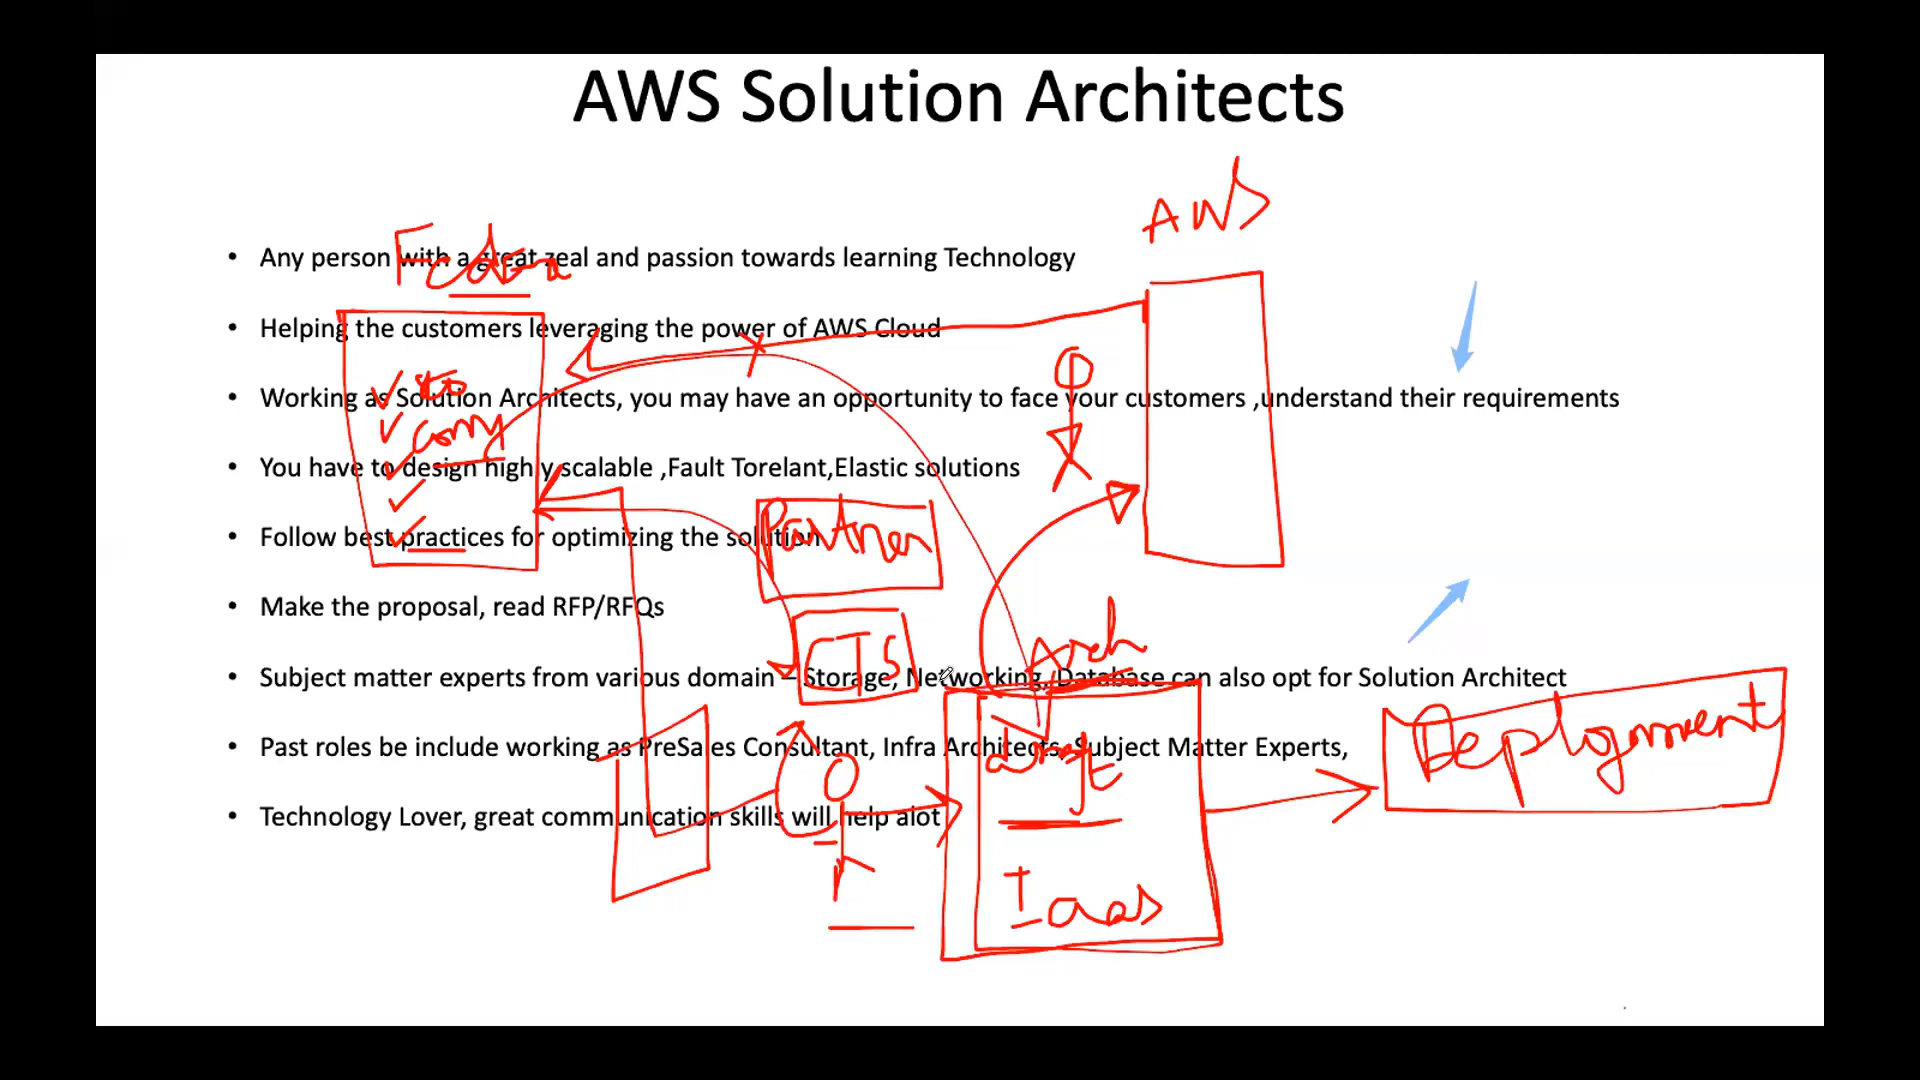 AWS Solution Architects
AWS
• Any person with a great zeal and passion towards learning Technology
• Helping the customers leveraging the power of AWS Cloud
• Working as Solution Architects, you may have an opportunity to face your customers ,understand their requirements
• You have to design highly scalable ,Fault Torelant,Elastic solutions
Partner
• Follow best practices for optimizing the solution
• Make the proposal, read RFP/RFQs
CTS
Arch
• Subject matter experts from various domain – Storage, Networking, Database can also opt for Solution Architect
Deployment
• Past roles be include working as PreSales Consultant, Infra Architects, Subject Matter Experts,
• Technology Lover, great communication skills will help alot
Iaas